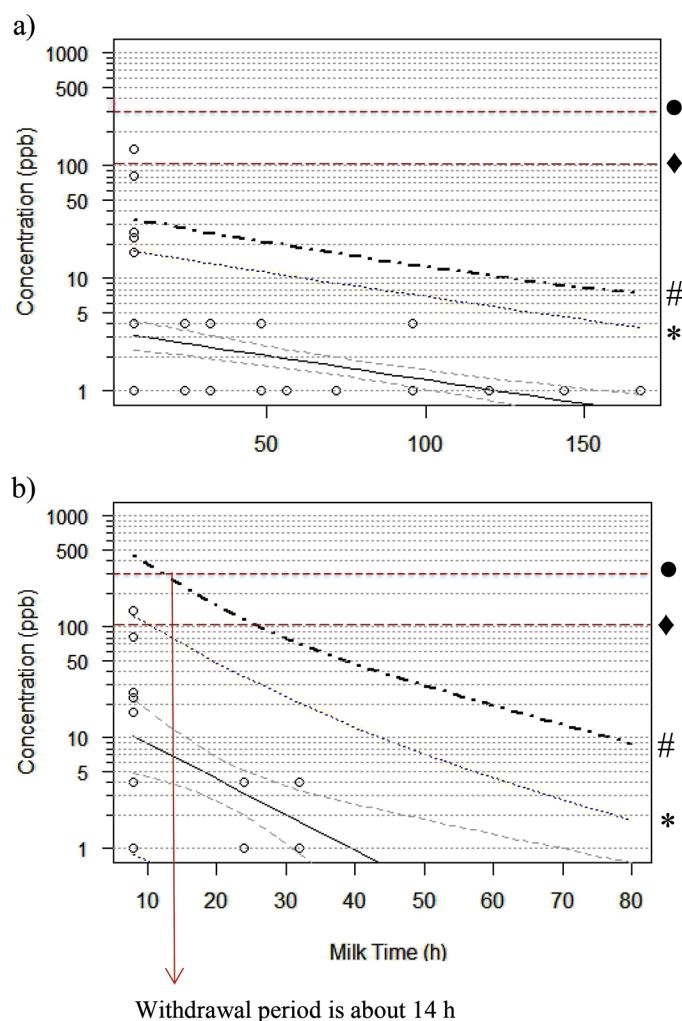 a)
Concentration (ppb)
1000
500
100
50
10
5
1
50 100 150
● ♦ # *
b)
Concentration (ppb)
1000
500
100
50
10
5
1
10 20 30 40 50 60 70 80
● ♦ # *
Milk Time (h)
Withdrawal period is about 14 h